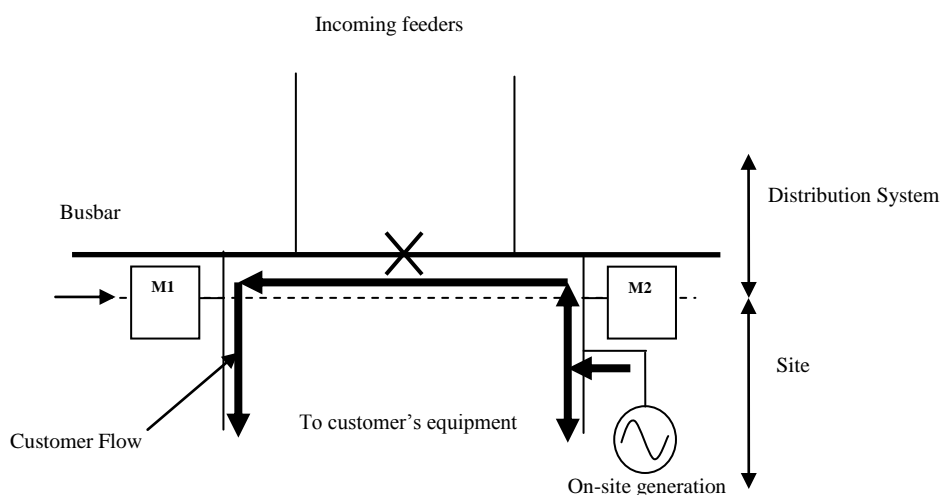 Incoming feeders
Distribution System
Busbar
M1
M2
Site
To customer’s equipment
Customer Flow
On-site generation